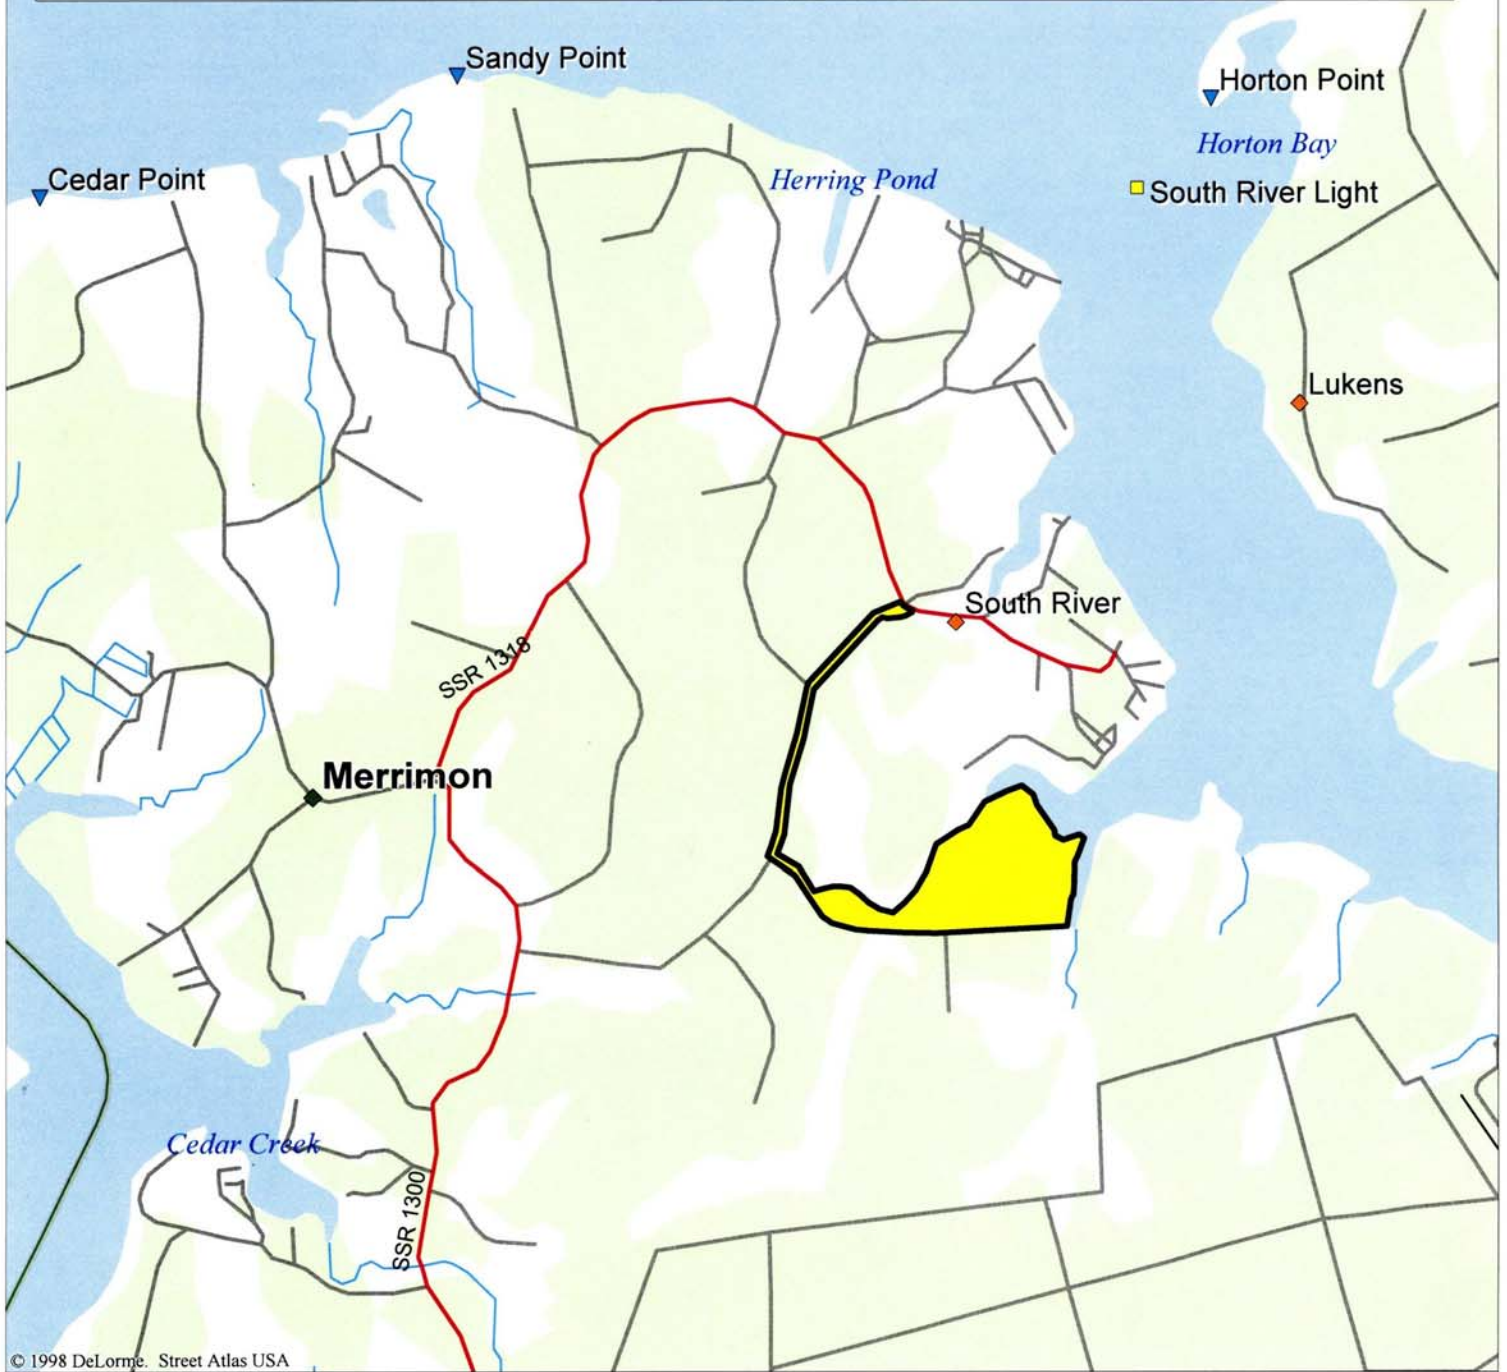 Sandy Point
Horton Point
Horton Bay
Cedar Point
Herring Pond
South River Light
Lukens
South River
SSR 1318
Merrimon
Cedar Creek
SSR 1300
© 1998 DeLorme. Street Atlas USA